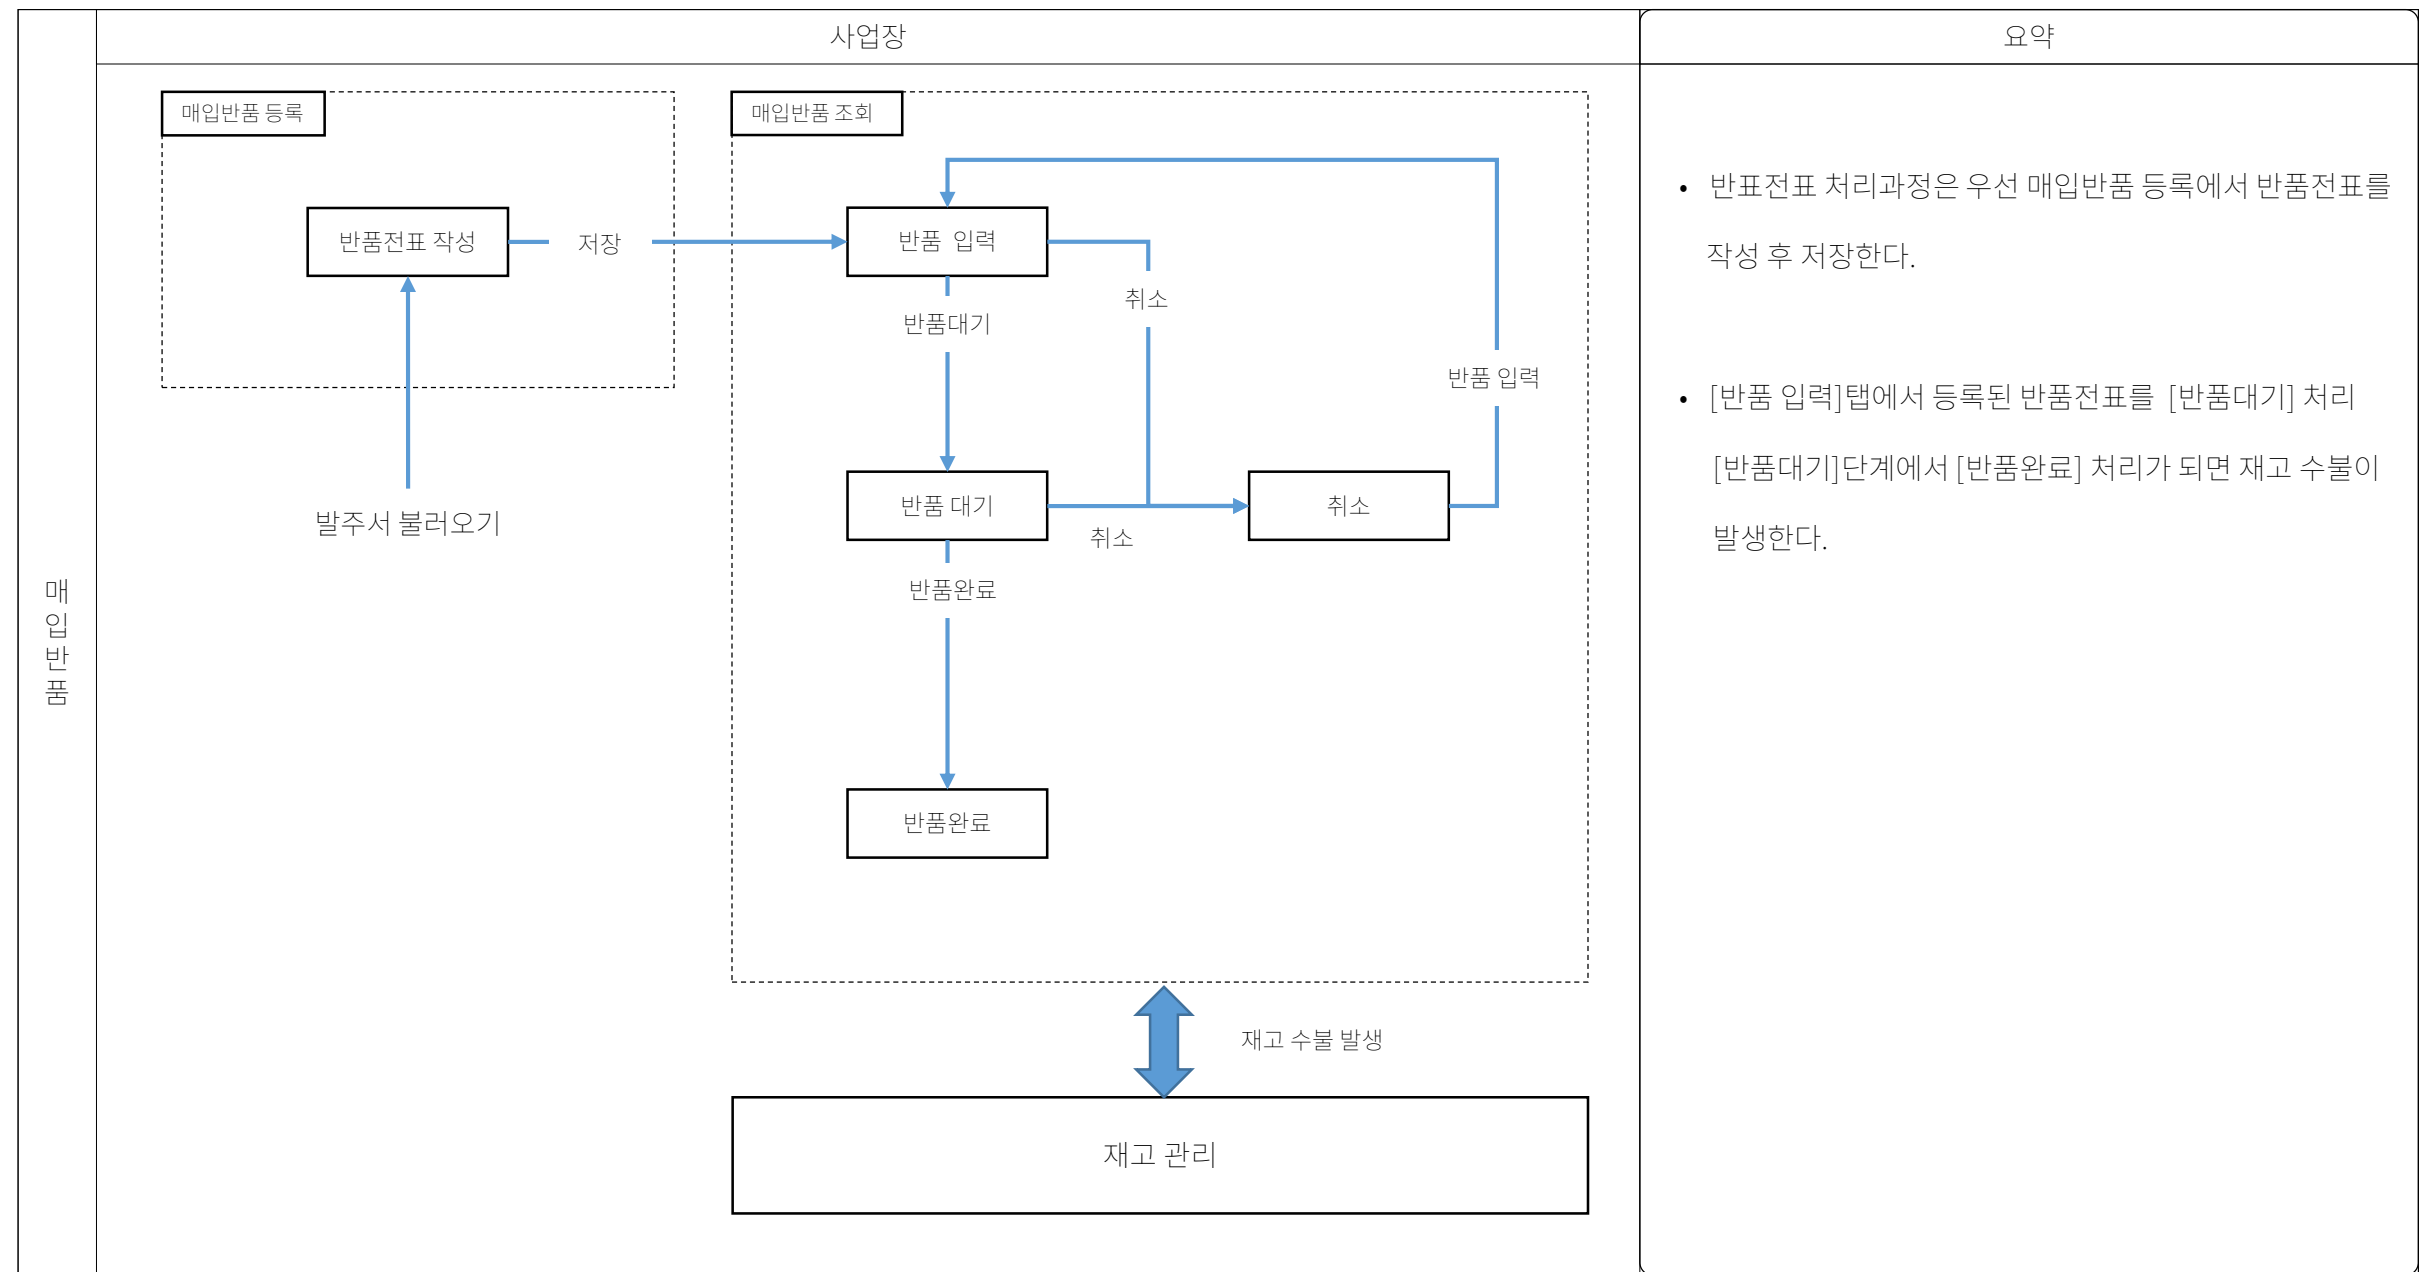 사업장
요약
매입반품 등록
매입반품 조회
반품전표 작성
저장
반품 입력
취소
반품대기
반품 입력
반품 대기
취소
취소
발주서 불러오기
반품완료
반품완료
재고 수불 발생
재고 관리
매
입
반
품
• 반표전표 처리과정은 우선 매입반품 등록에서 반품전표를
작성 후 저장한다.
• [반품 입력]탭에서 등록된 반품전표를 [반품대기] 처리
[반품대기]단계에서 [반품완료] 처리가 되면 재고 수불이
발생한다.